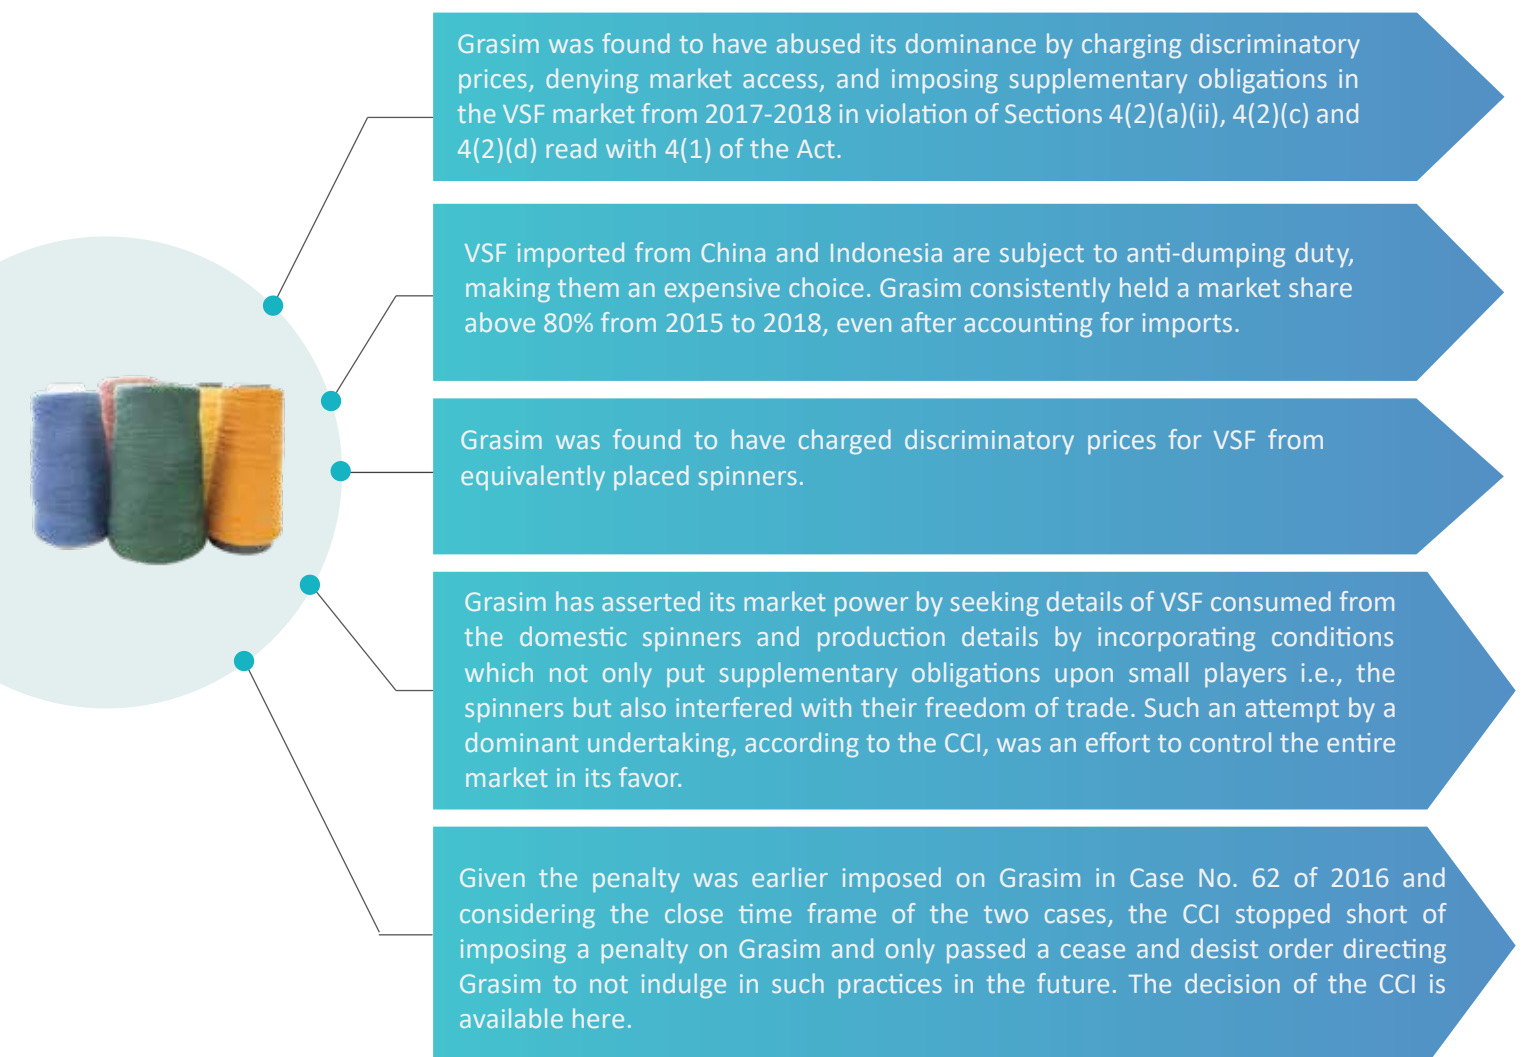 Grasim was found to have abused its dominance by charging discriminatory
prices, denying market access, and imposing supplementary obligations in
the VSF market from 2017-2018 in violation of Sections 4(2)(a)(ii), 4(2)(c) and
4(2)(d) read with 4(1) of the Act.
VSF imported from China and Indonesia are subject to anti-dumping duty,
making them an expensive choice. Grasim consistently held a market share
above 80% from 2015 to 2018, even after accounting for imports.
Grasim was found to have charged discriminatory prices for VSF from
equivalently placed spinners.
Grasim has asserted its market power by seeking details of VSF consumed from
the domestic spinners and production details by incorporating conditions
which not only put supplementary obligations upon small players i.e., the
spinners but also interfered with their freedom of trade. Such an attempt by a
dominant undertaking, according to the CCI, was an effort to control the entire
market in its favor.
Given the penalty was earlier imposed on Grasim in Case No. 62 of 2016 and
considering the close time frame of the two cases, the CCI stopped short of
imposing a penalty on Grasim and only passed a cease and desist order directing
Grasim to not indulge in such practices in the future. The decision of the CCI is
available here.